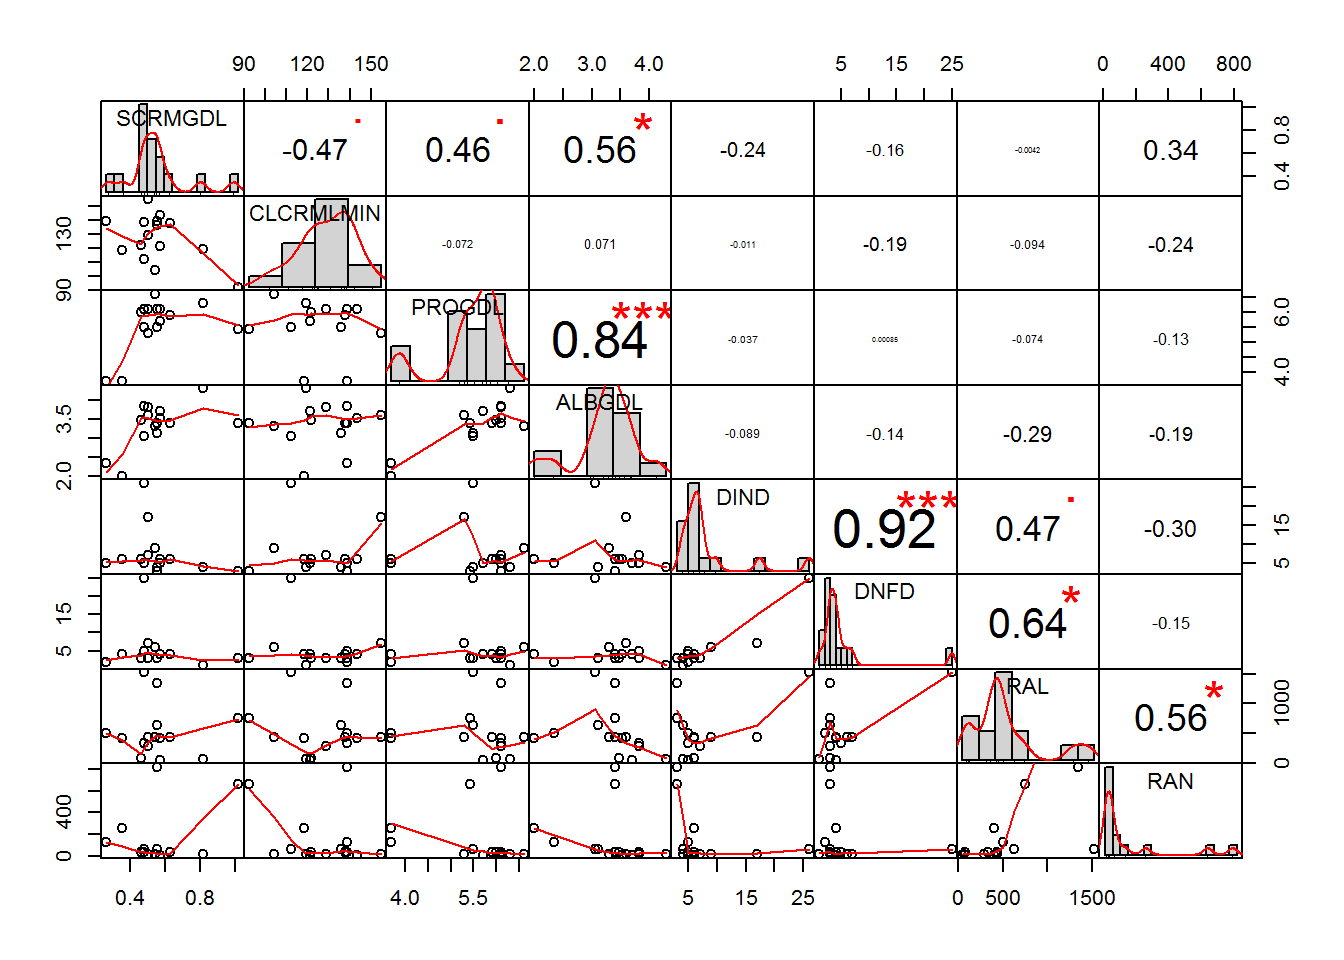 90 120 150 2.0 3.0 4.0 5 15 25 0 400 800
SCRMGDL -0.47 . 0.46 . 0.56 * -0.24 -0.16 -0.0042 0.34 0.4 0.8
90 130 CLCRMLMIN -0.072 0.071 -0.011 -0.19 -0.094 -0.24
PROGDL 0.84 *** -0.037 0.00085 -0.074 -0.13 4.0 6.0
2.0 3.5 ALBGDL -0.089 -0.14 -0.29 -0.19
DIND 0.92 *** 0.47 . -0.30 5 15
5 15 DNFD 0.64 * -0.15
RAL 0.56 * 0 1000
0 400 RAN
0.4 0.8 4.0 5.5 5 15 25 0 500 1500